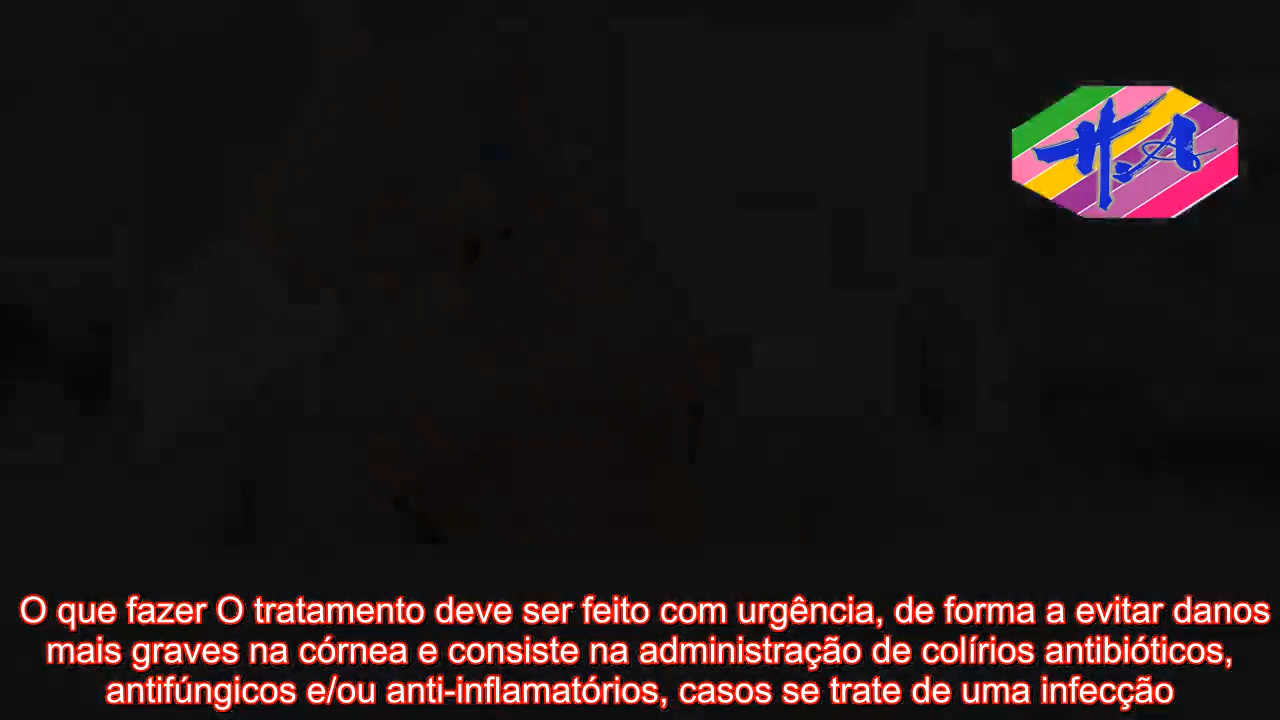 HA
O que fazer O tratamento deve ser feito com urgência, de forma a evitar danos
mais graves na córnea e consiste na administração de colírios antibióticos,
antifúngicos e/ou anti-inflamatórios, casos se trate de uma infecção